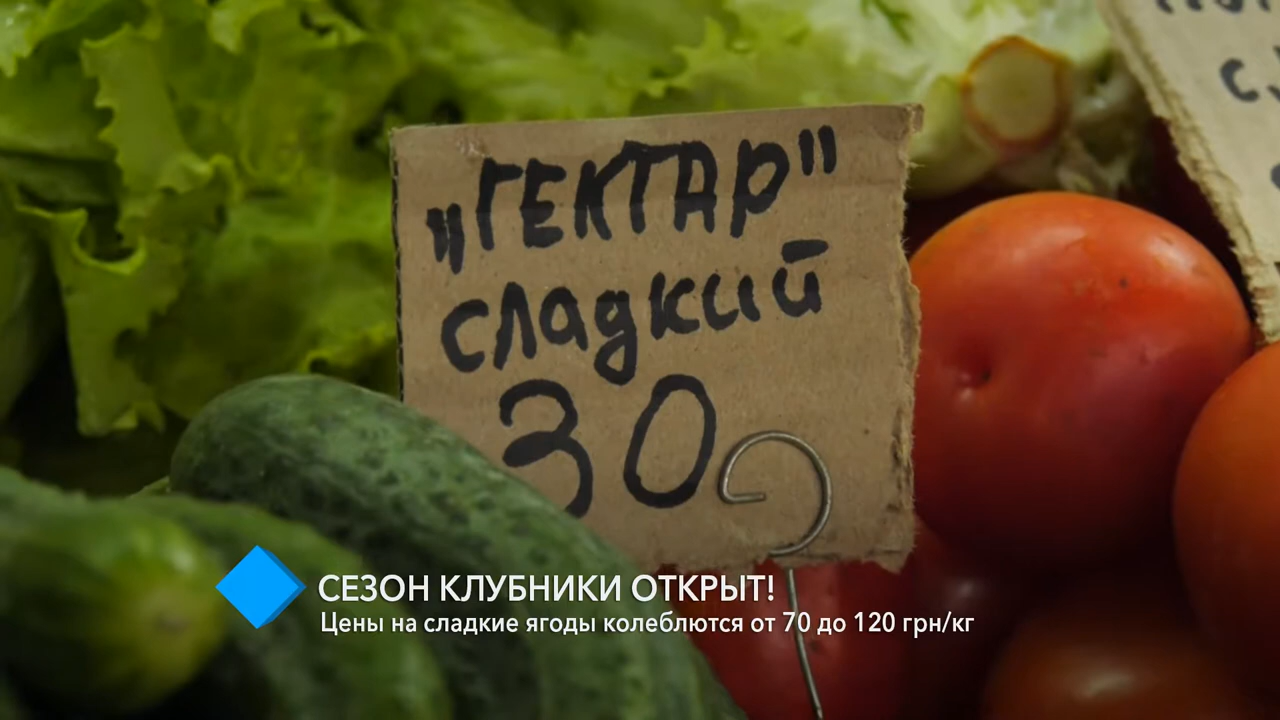 „ГЕКТАР"
сладкий
30
СЕЗОН КЛУБНИКИ ОТКРЫТ!
Цены на сладкие ягоды колеблются от 70 до 120 грн/кг